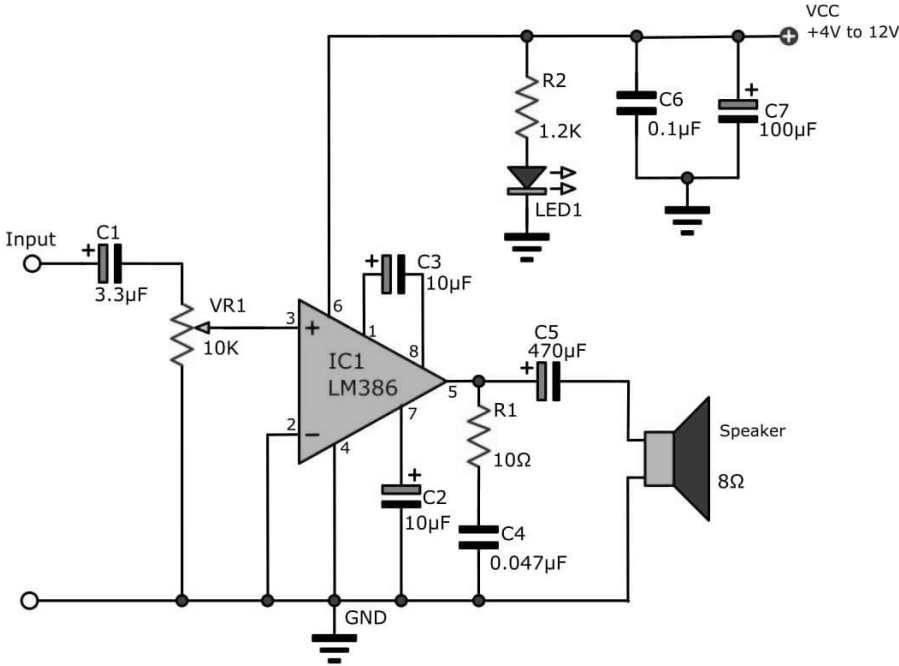 VCC
+4V to 12V
R2
1.2K
C6
0.1µF
+
C7
100µF
LED1
Input
+
C1
3.3µF
VR1
10K
+
C3
10µF
6
1
3
+
8
IC1
LM386
5
7
2
−
4
C5
+
470µF
R1
10Ω
Speaker
8Ω
+
C2
10µF
C4
0.047µF
GND